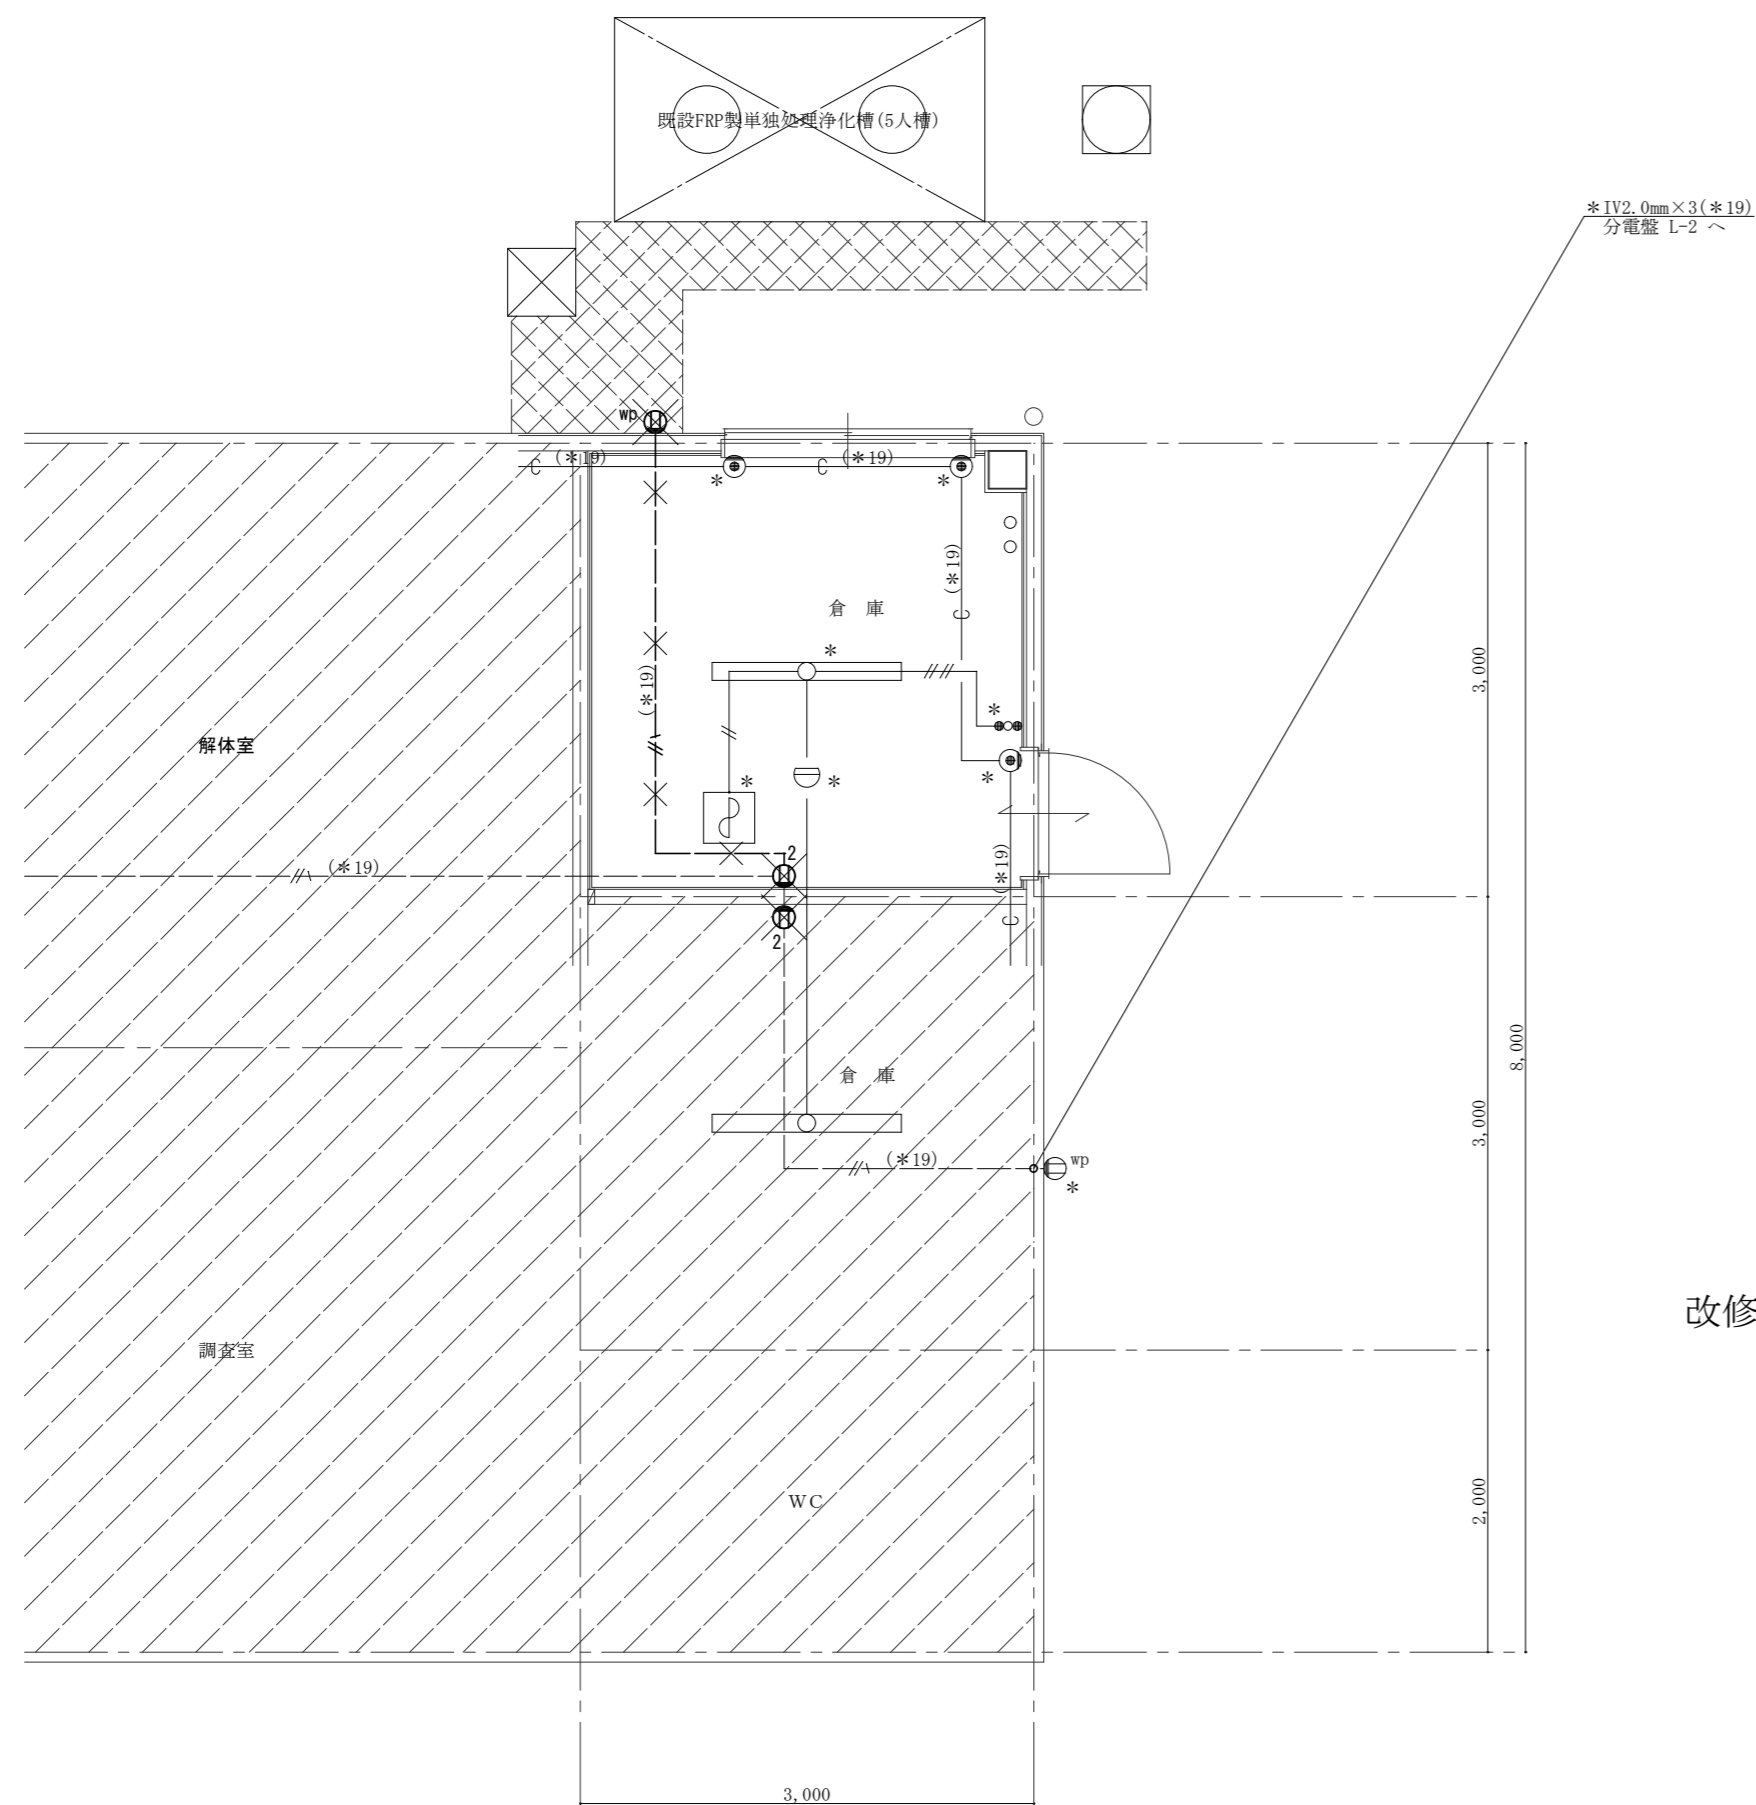 既設FRP製単独処理浄化槽(5人槽)
*IV2.0mm×3(*19)
分電盤 L-2 へ
wp
C (*19)
C (*19)
*
*
(*19)
C
倉 庫
*
(*19)
*
3,000
解体室
*
*
*
2
(*19)
(*19)
C
2
8,000
倉 庫
3,000
(*19)
wp
*
改修
調査室
2,000
WC
3,000